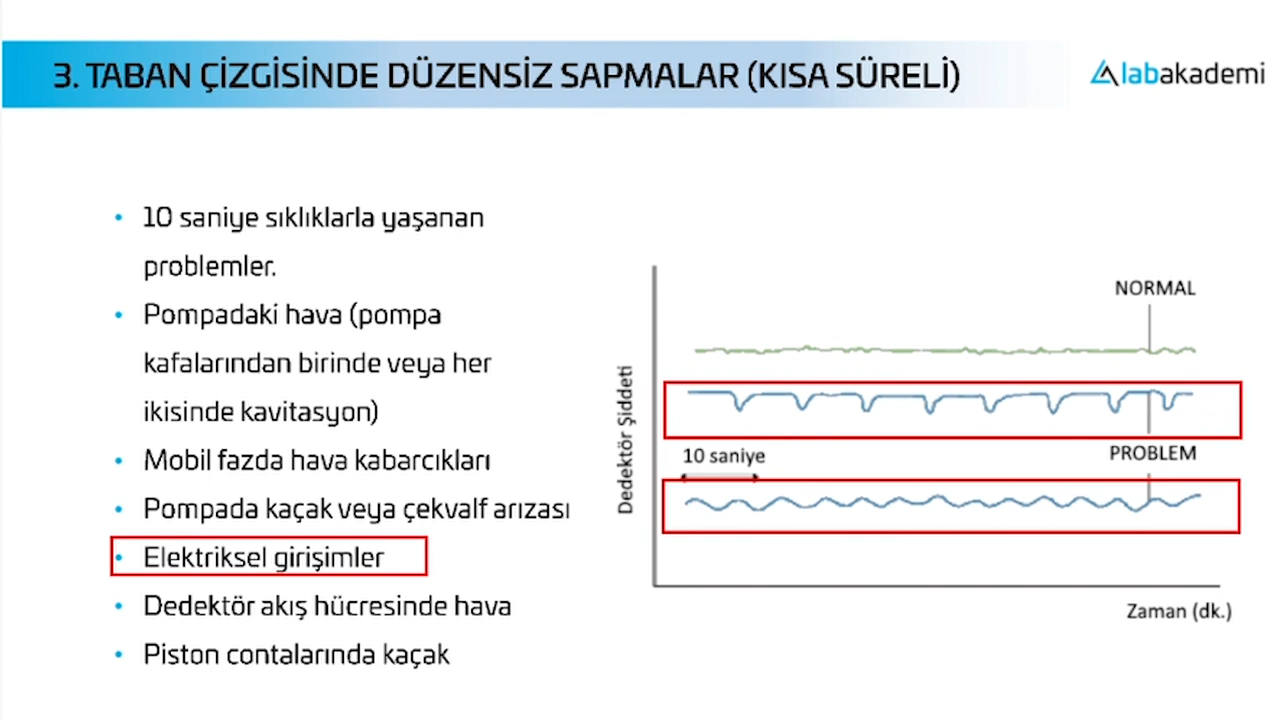 3. TABAN ÇİZGİSİNDE DÜZENSİZ SAPMALAR (KISA SÜRELİ)
labakademi
• 10 saniye sıklıklarla yaşanan
problemler.
• Pompadaki hava (pompa
kafalarından birinde veya her
ikisinde kavitasyon)
• Mobil fazda hava kabarcıkları
• Pompada kaçak veya çekvalf arızası
• Elektriksel girişimler
• Dedektör akış hücresinde hava
• Piston contalarında kaçak
NORMAL
Dedektör Şiddeti
10 saniye
PROBLEM
Zaman (dk.)